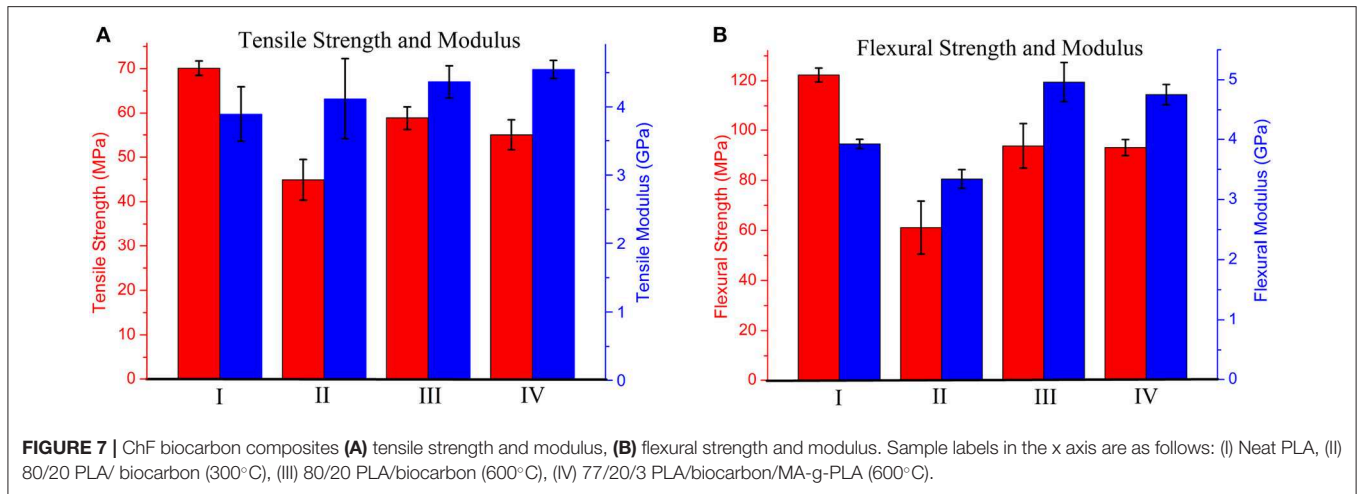 A
Tensile Strength and Modulus
Tensile Strength (MPa)
70
60
50
40
30
20
10
0
Tensile Modulus (GPa)
4
3
2
1
0
I
II
III
IV
B
Flexural Strength and Modulus
Flexural Strength (MPa)
120
100
80
60
40
20
0
Flexural Modulus (GPa)
5
4
3
2
1
0
I
II
III
IV
FIGURE 7 | ChF biocarbon composites (A) tensile strength and modulus, (B) flexural strength and modulus. Sample labels in the x axis are as follows: (I) Neat PLA, (II)
80/20 PLA/ biocarbon (300°C), (III) 80/20 PLA/biocarbon (600°C), (IV) 77/20/3 PLA/biocarbon/MA-g-PLA (600°C).